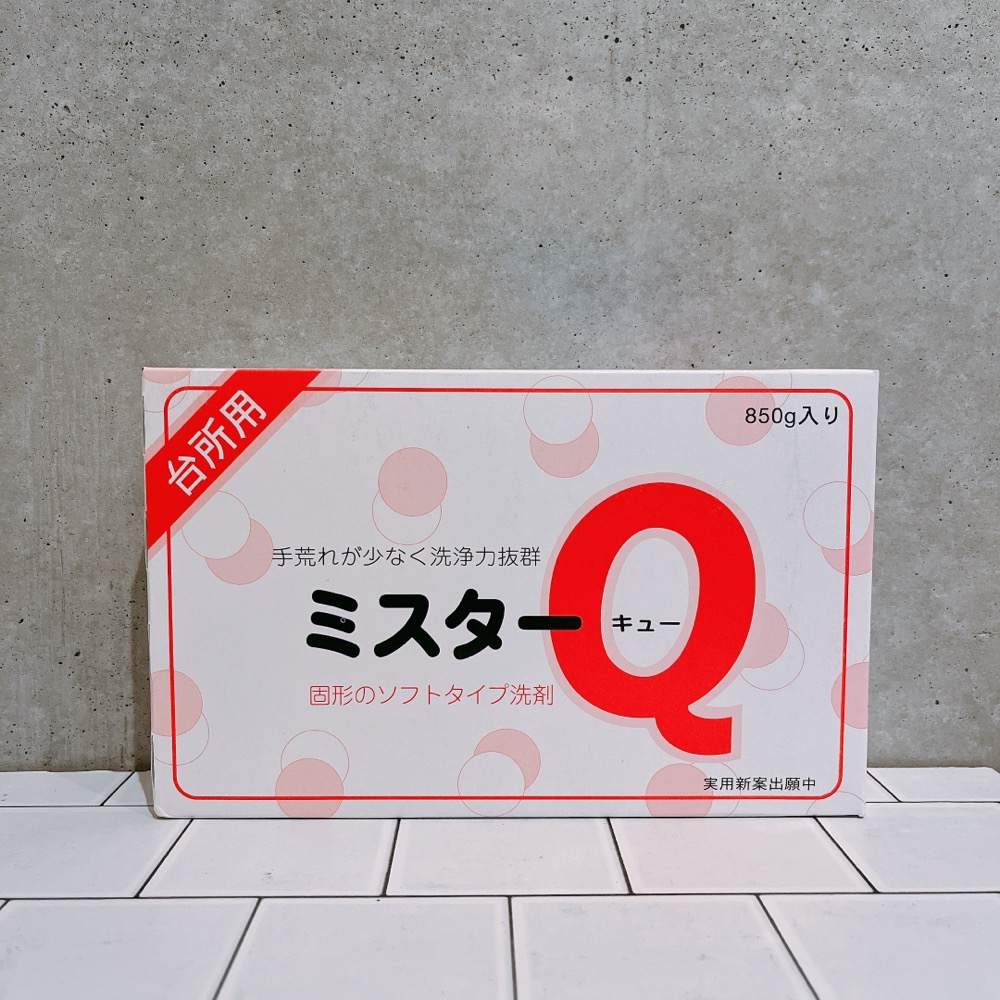 台所用
850g入り
手荒れが少なく洗浄力抜群
ミスターQ
キュー
固形のソフトタイプ洗剤
実用新案出願中